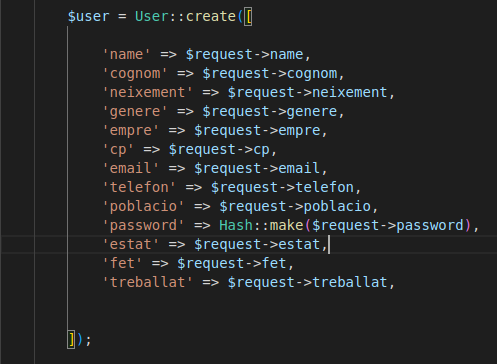 $user = User::create([
'name' => $request->name,
'cognom' => $request->cognom,
'neixement' => $request->neixement,
'genere' => $request->genere,
'empre' => $request->empre,
'cp' => $request->cp,
'email' => $request->email,
'telefon' => $request->telefon,
'poblacio' => $request->poblacio,
'password' => Hash::make($request->password),
'estat' => $request->estat,
'fet' => $request->fet,
'treballat' => $request->treballat,
]);